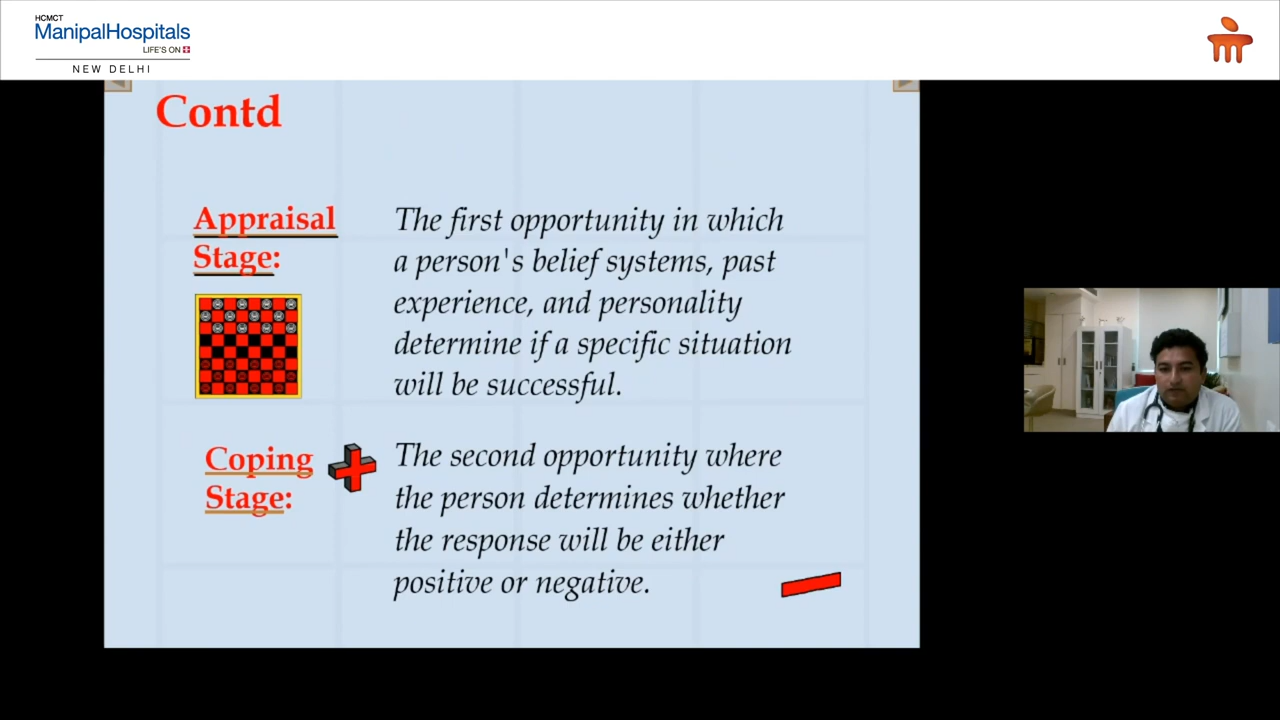 HCMCT
ManipalHospitals
LIFE'S ON
NEW DELHI
Contd
Appraisal
Stage:
The first opportunity in which
a person's belief systems, past
experience, and personality
determine if a specific situation
will be successful.
Coping
Stage:
The second opportunity where
the person determines whether
the response will be either
positive or negative.